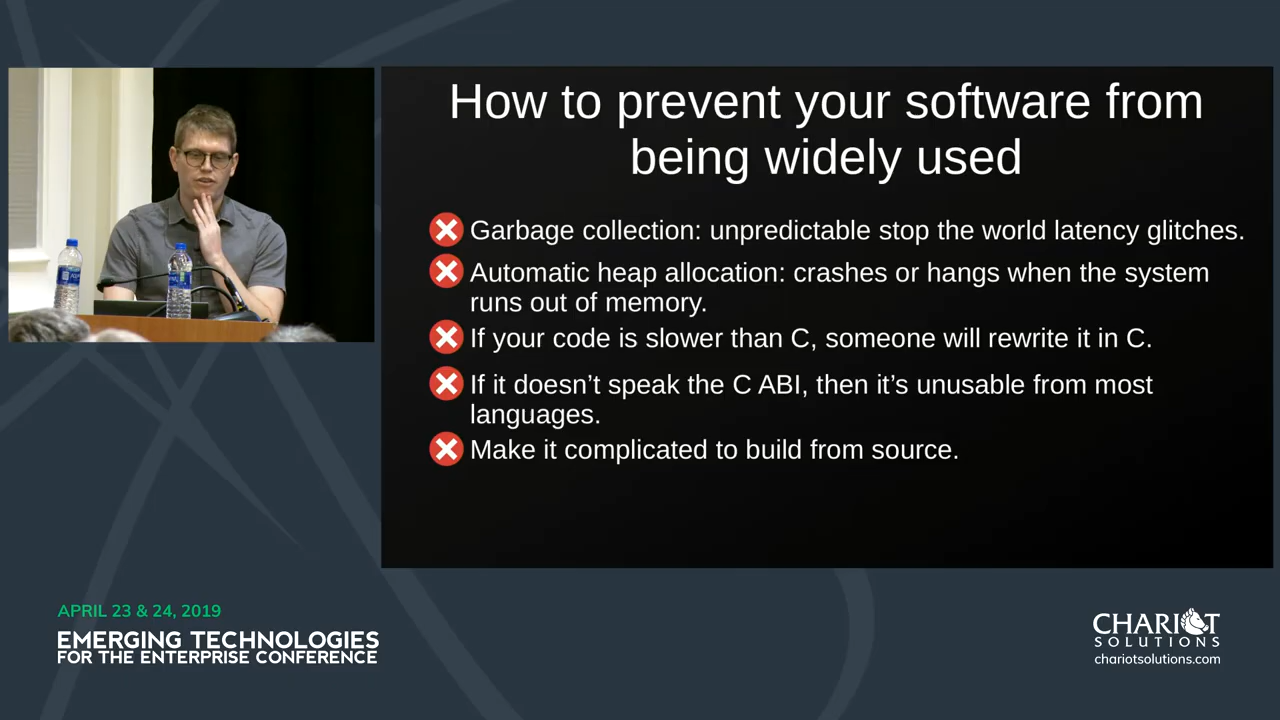 How to prevent your software from
being widely used
Garbage collection: unpredictable stop the world latency glitches.
Automatic heap allocation: crashes or hangs when the system
runs out of memory.
If your code is slower than C, someone will rewrite it in C.
If it doesn’t speak the C ABI, then it’s unusable from most
languages.
Make it complicated to build from source.
APRIL 23 & 24, 2019
EMERGING TECHNOLOGIES
FOR THE ENTERPRISE CONFERENCE
CHARIOT
SOLUTIONS
chariotsolutions.com